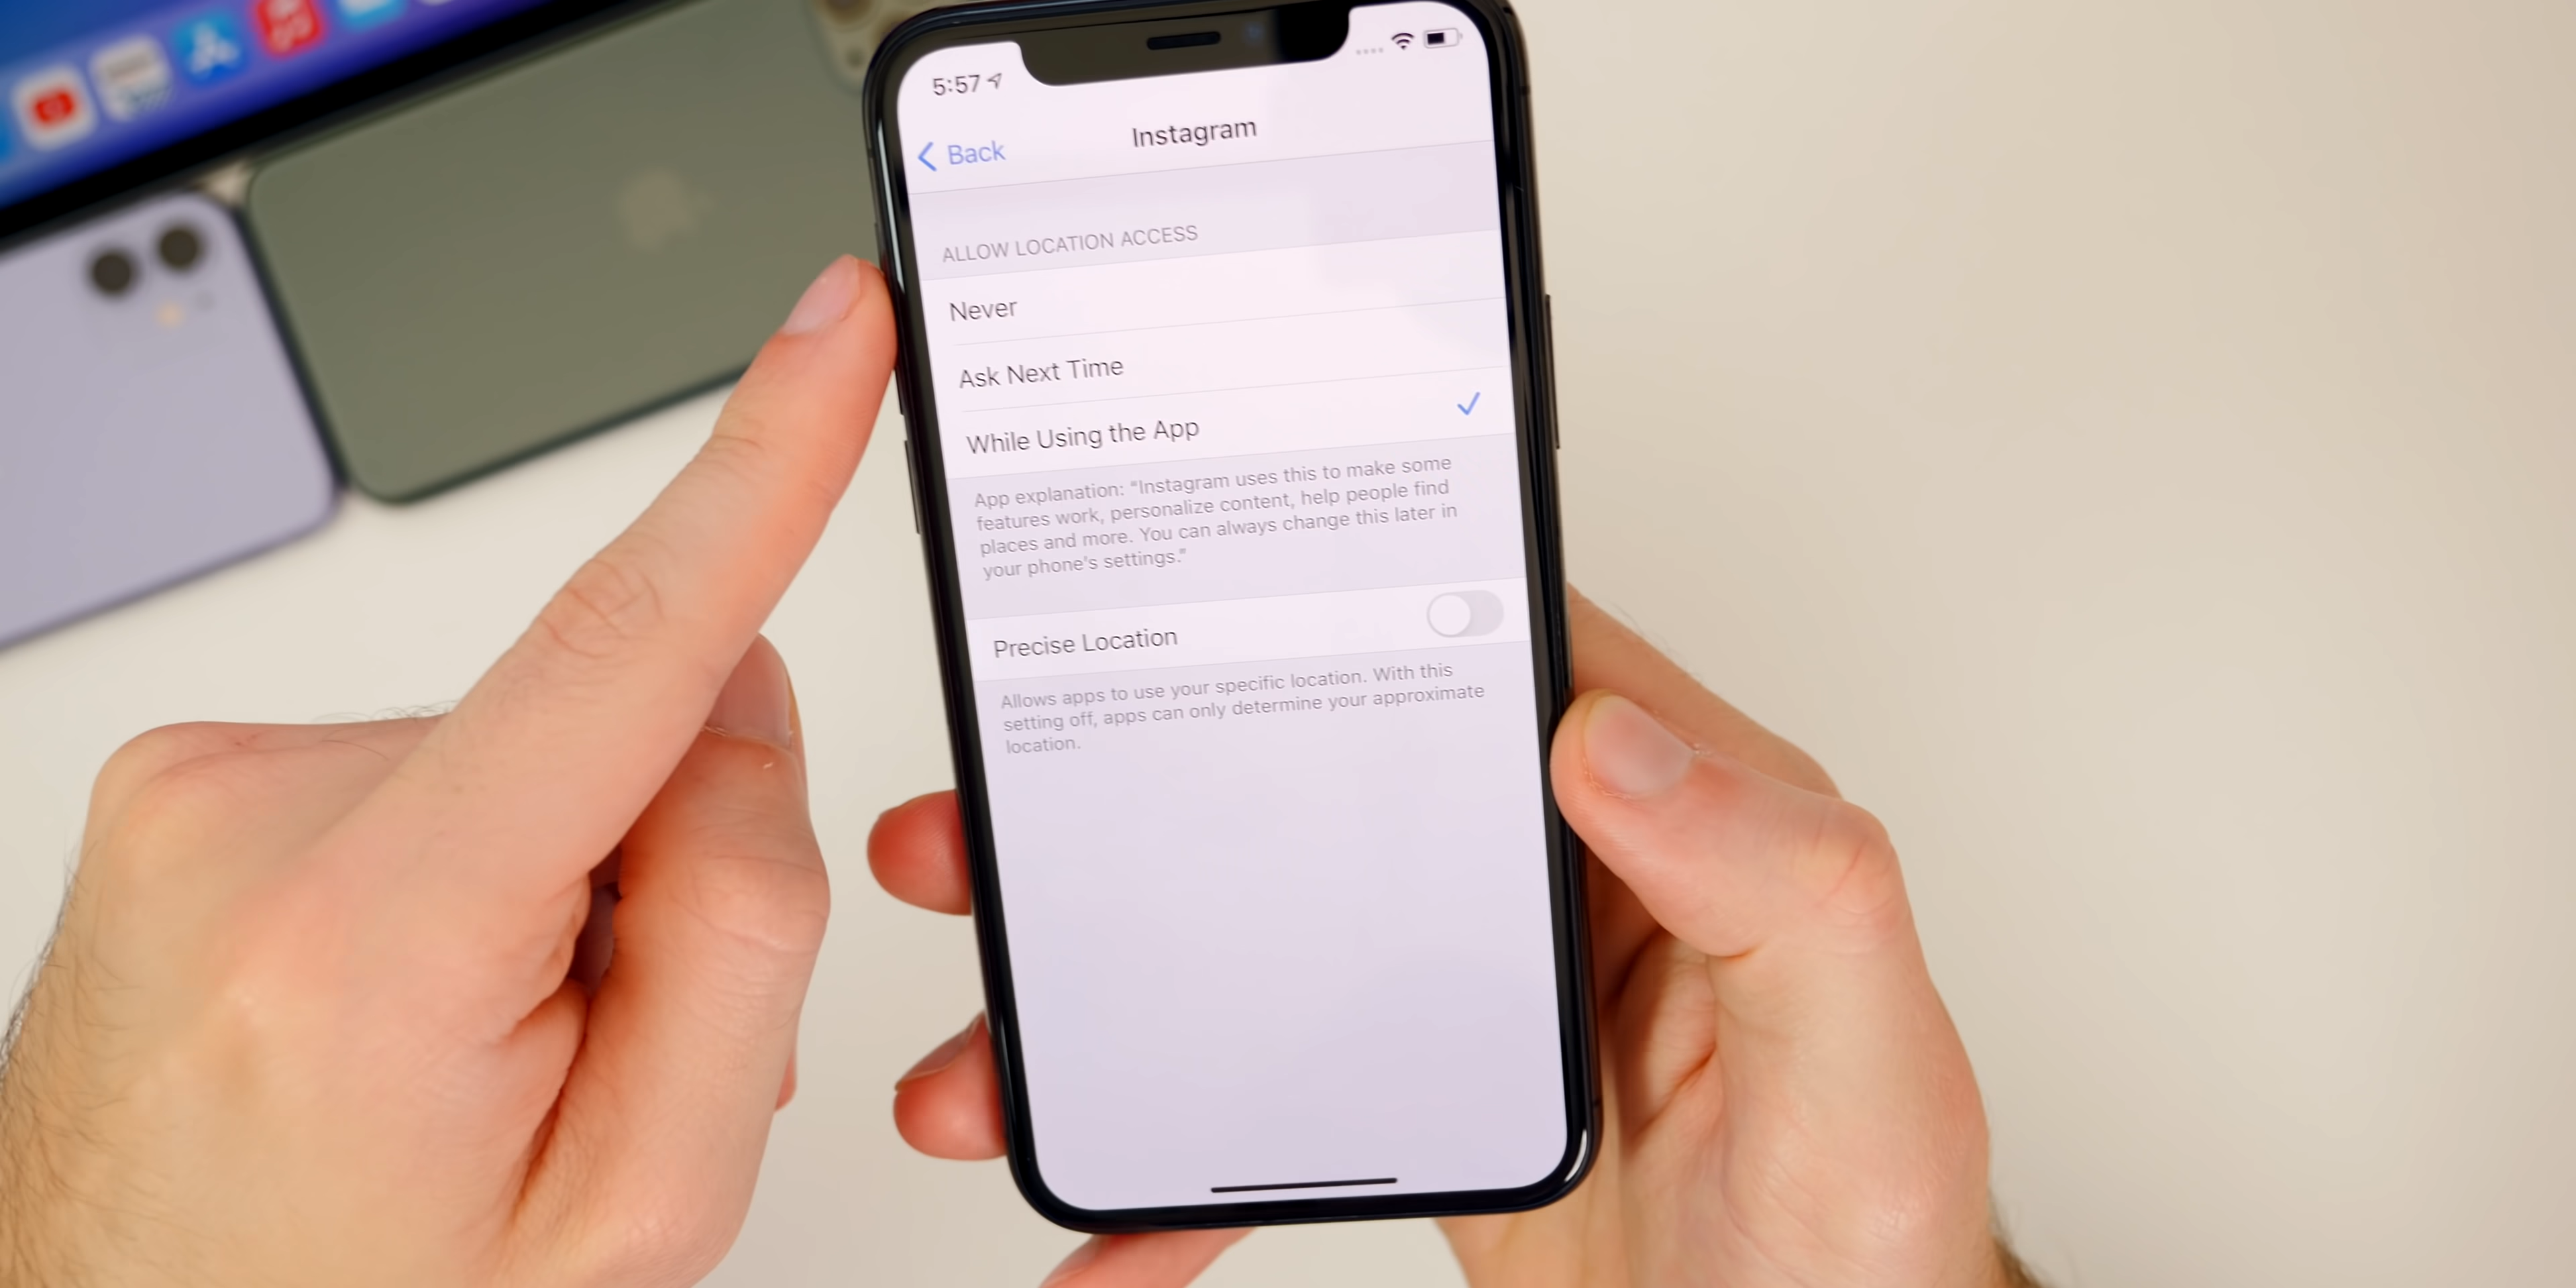 5:57
Back
Instagram
ALLOW LOCATION ACCESS
Never
Ask Next Time
While Using the App
App explanation: “Instagram uses this to make some
features work, personalize content, help people find
places and more. You can always change this later in
your phone's settings.”
Precise Location
Allows apps to use your specific location. With this
setting off, apps can only determine your approximate
location.